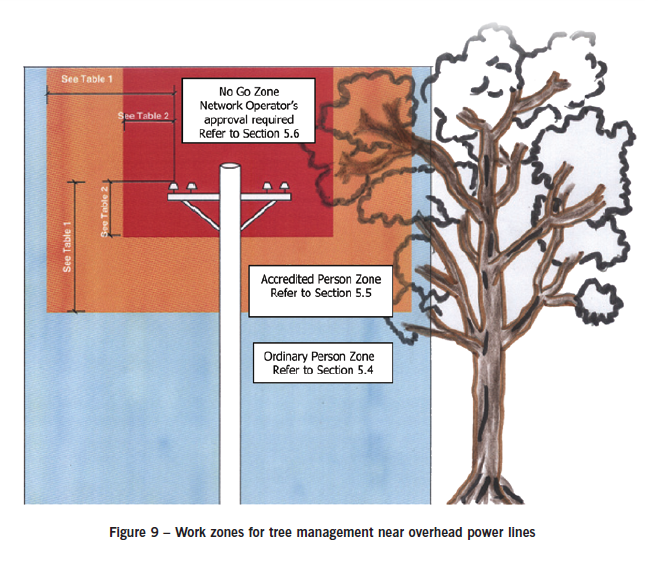 See Table 1
See Table 2
No Go Zone
Network Operator's
approval required
Refer to Section 5.6
See Table 1
See Table 2
Accredited Person Zone
Refer to Section 5.5
Ordinary Person Zone
Refer to Section 5.4
Figure 9 – Work zones for tree management near overhead power lines